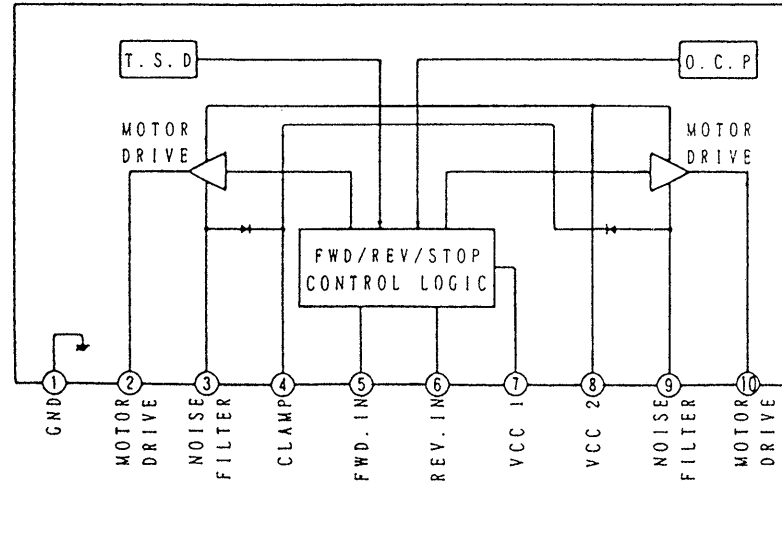 T.S.D
O.C.P
MOTOR
DRIVE
MOTOR
DRIVE
FWD/REV/STOP
CONTROL LOGIC
1
2
3
4
5
6
7
8
9
10
GND
MOTOR
DRIVE
NOISE
FILTER
CLAMP
FWD.IN
REV.IN
VCC 1
VCC 2
NOISE
FILTER
MOTOR
DRIVE